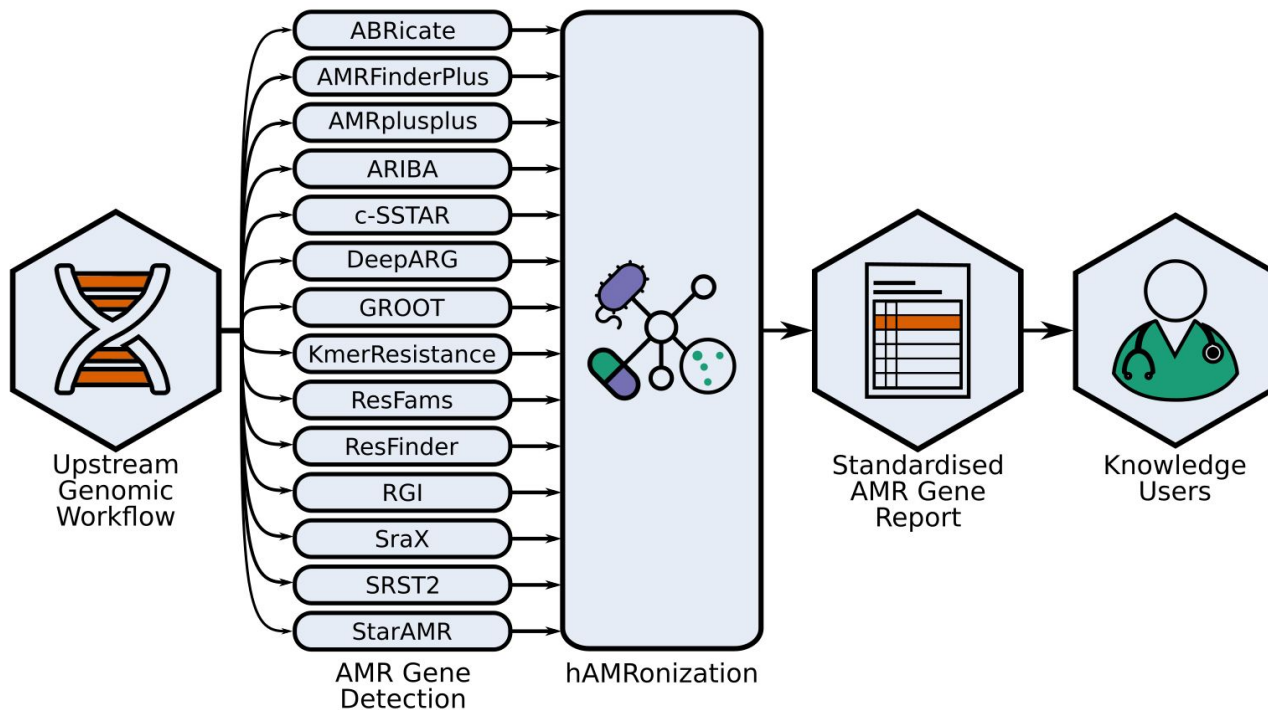 ABRicate
AMRFinderPlus
AMRplusplus
ARIBA
c-SSTAR
DeepARG
GROOT
KmerResistance
ResFams
ResFinder
RGI
SraX
SRST2
StarAMR
Upstream
Genomic
Workflow
AMR Gene
Detection
hAMRonization
Standardised
AMR Gene
Report
Knowledge
Users